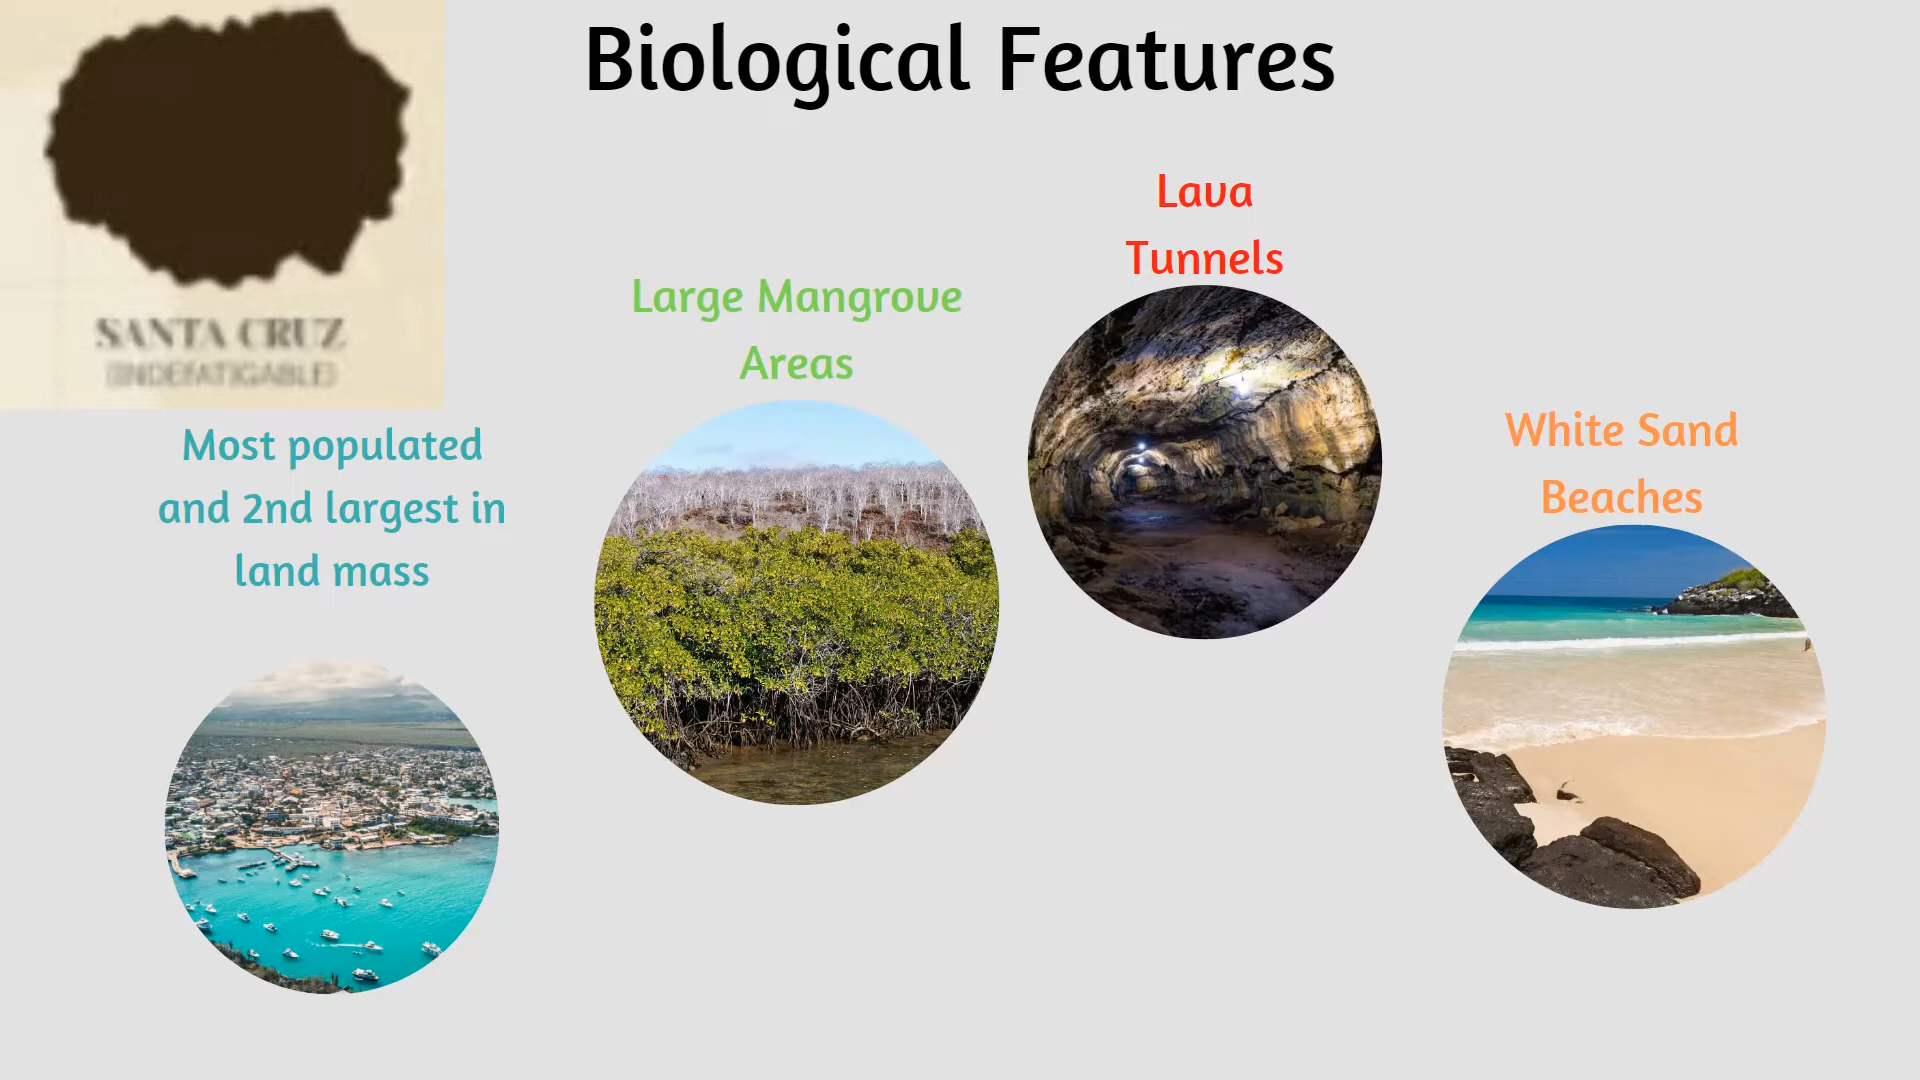 Biological Features
SANTA CRUZ
(INDEFATIGABLE)
Most populated
and 2nd largest in
land mass
Large Mangrove
Areas
Lava
Tunnels
White Sand
Beaches